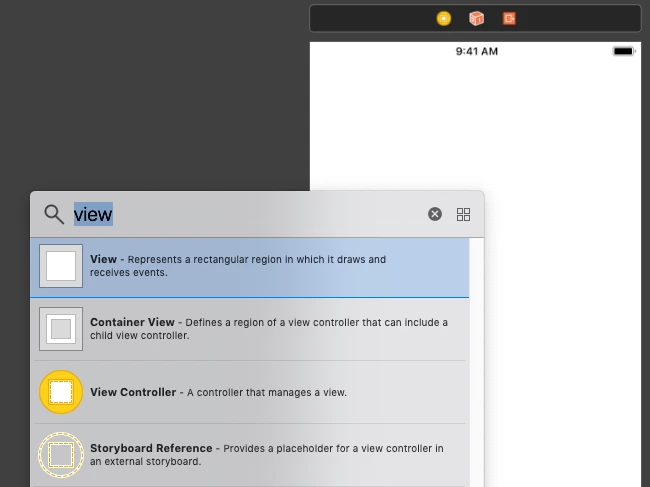 9:41 AM
view
View - Represents a rectangular region in which it draws and
receives events.
Container View - Defines a region of a view controller that can include a
child view controller.
View Controller - A controller that manages a view.
Storyboard Reference - Provides a placeholder for a view controller in
an external storyboard.